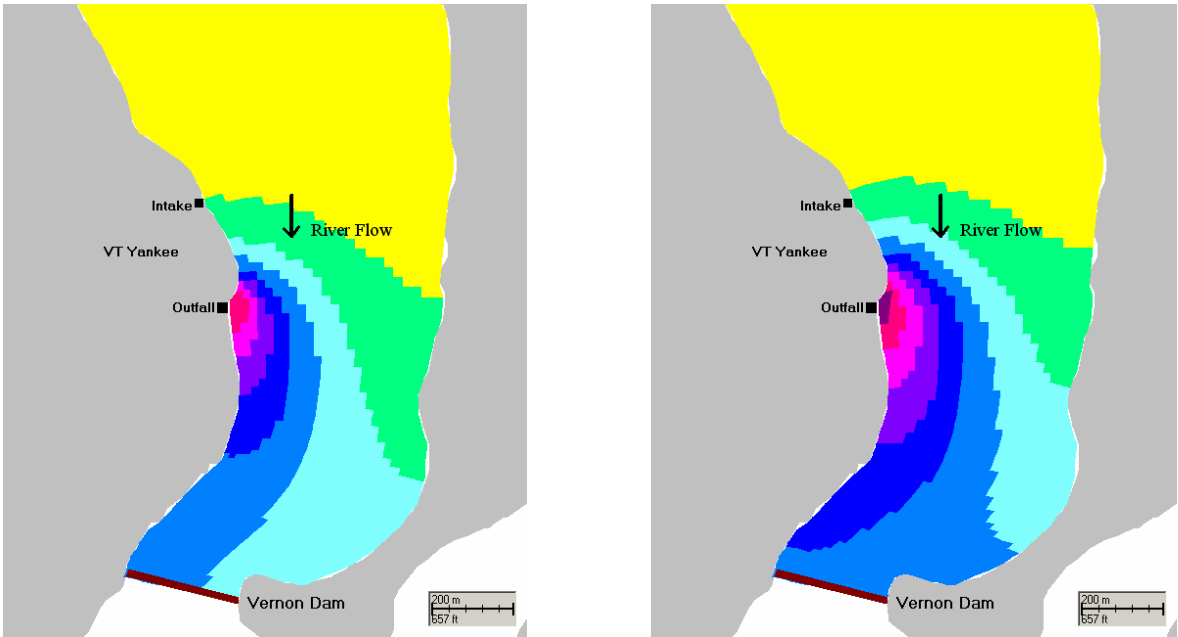 Intake
River Flow
VT Yankee
Outfall
200 m
657 ft
Vernon Dam
Intake
River Flow
VT Yankee
Outfall
200 m
657 ft
Vernon Dam